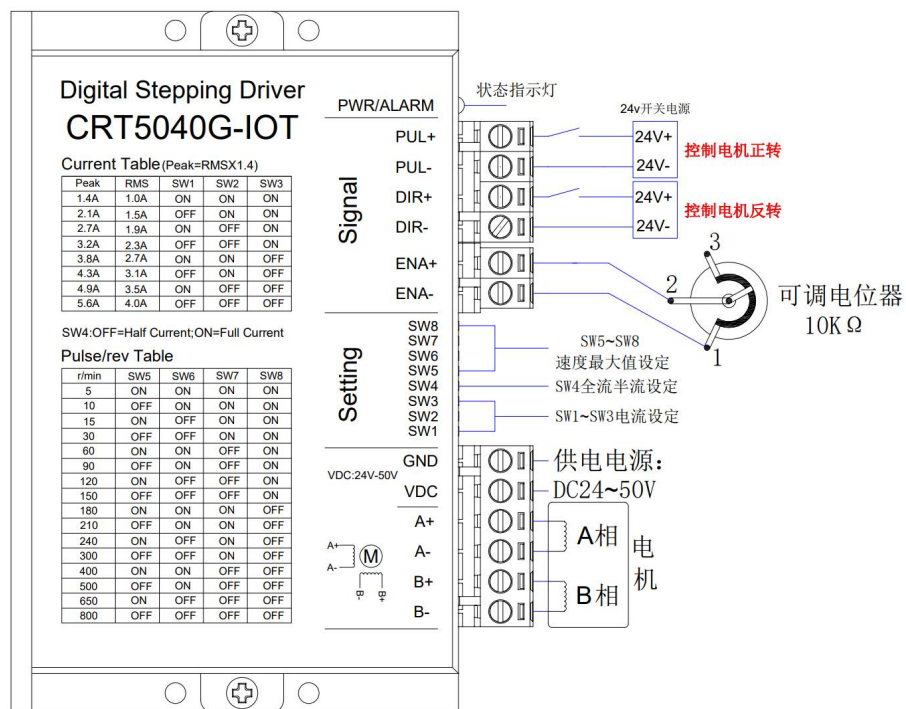 Digital Stepping Driver
CRT5040G-IOT
Current Table(Peak=RMSX1.4)
Peak RMS SW1 SW2 SW3
1.4A 1.0A ON ON ON
2.1A 1.5A OFF ON ON
2.7A 1.9A ON OFF ON
3.2A 2.3A OFF OFF ON
3.8A 2.7A ON ON OFF
4.3A 3.1A OFF ON OFF
4.9A 3.5A ON OFF OFF
5.6A 4.0A OFF OFF OFF
SW4:OFF=Half Current;ON=Full Current
Pulse/rev Table
r/min SW5 SW6 SW7 SW8
5 ON ON ON ON
10 OFF ON ON ON
15 ON OFF ON ON
30 OFF OFF ON ON
60 ON ON OFF ON
90 OFF ON OFF ON
120 ON OFF OFF ON
150 OFF OFF OFF ON
180 ON ON ON OFF
210 OFF ON ON OFF
240 ON OFF ON OFF
300 OFF OFF ON OFF
400 ON ON OFF OFF
500 OFF ON OFF OFF
650 ON OFF OFF OFF
800 OFF OFF OFF OFF
PWR/ALARM
Signal
PUL+
PUL-
DIR+
DIR-
ENA+
ENA-
Setting
SW8
SW7
SW6
SW5
SW4
SW3
SW2
SW1
VDC:24V-50V
GND
VDC
A+
A-
B+
B-
A+
A-
M
B-
B+
状态指示灯
24v开关电源
24V+
24V-
控制电机正转
24V+
24V-
控制电机反转
3
2
1
可调电位器
10KΩ
SW5~SW8
速度最大值设定
SW4全流半流设定
SW1~SW3电流设定
供电电源：
DC24~50V
A相
B相
电机